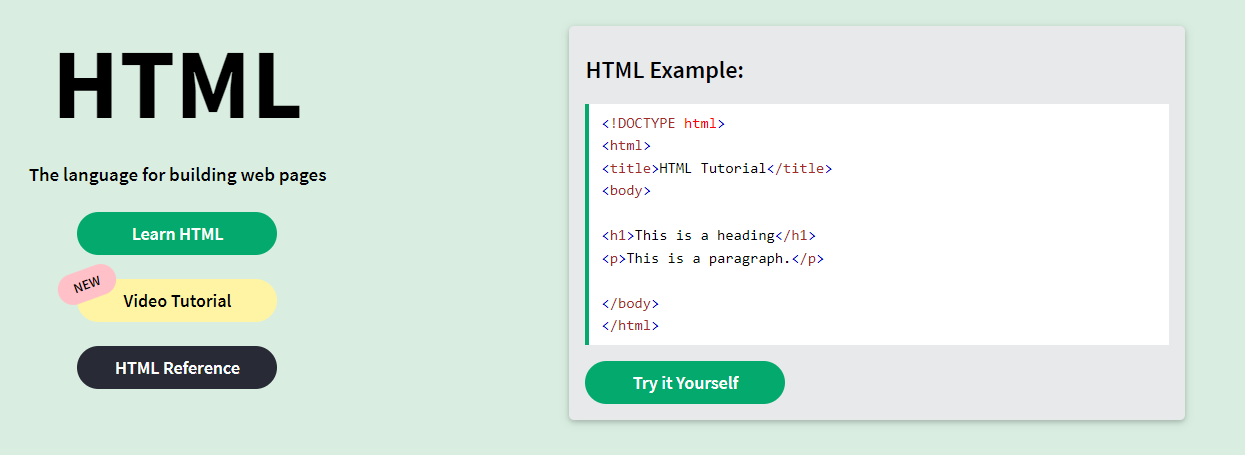 HTML
The language for building web pages
Learn HTML
NEW
Video Tutorial
HTML Reference
HTML Example:
<!DOCTYPE html>
<html>
<title>HTML Tutorial</title>
<body>
<h1>This is a heading</h1>
<p>This is a paragraph.</p>
</body>
</html>
Try it Yourself